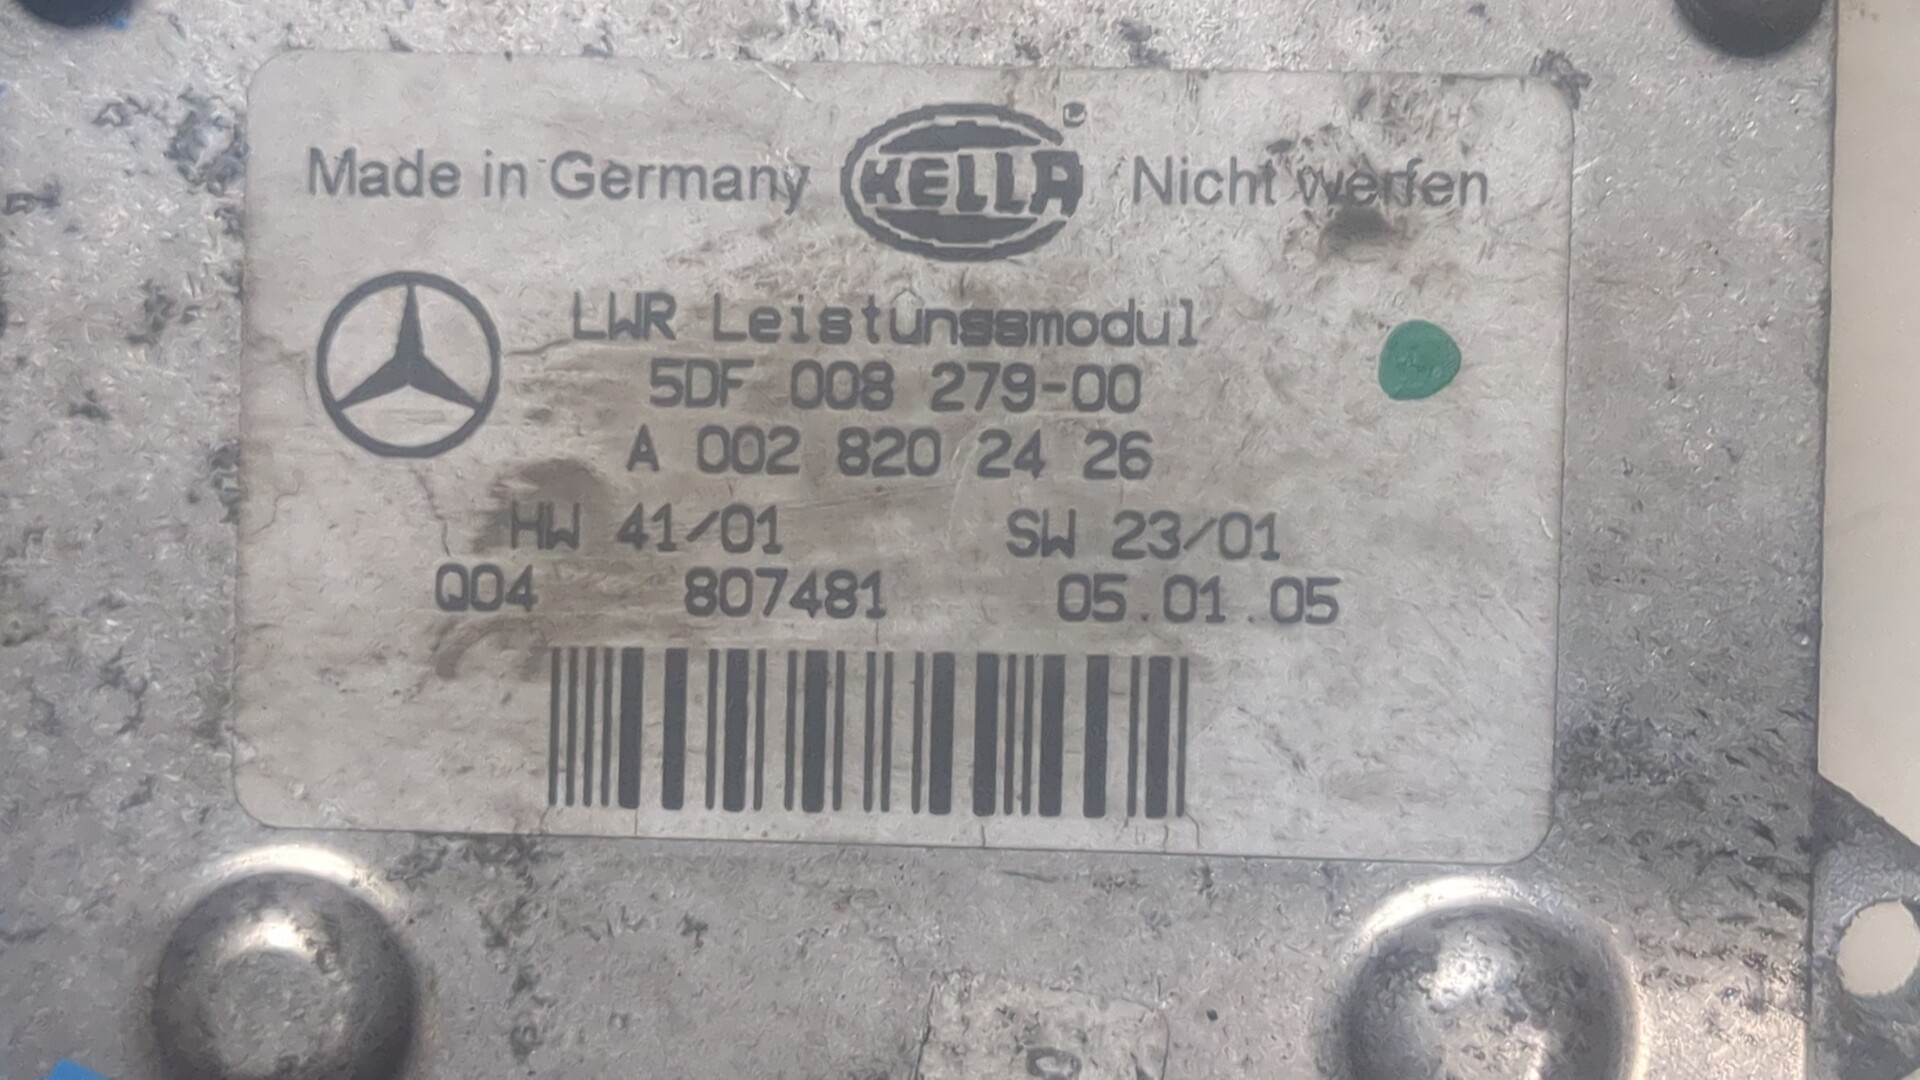 Made in Germany HELLA Nicht werfen
LWR Leistungsmodul
5DF 008 279-00
A 002 820 24 26
HW 41/01 SW 23/01
Q04 807481 05.01.05